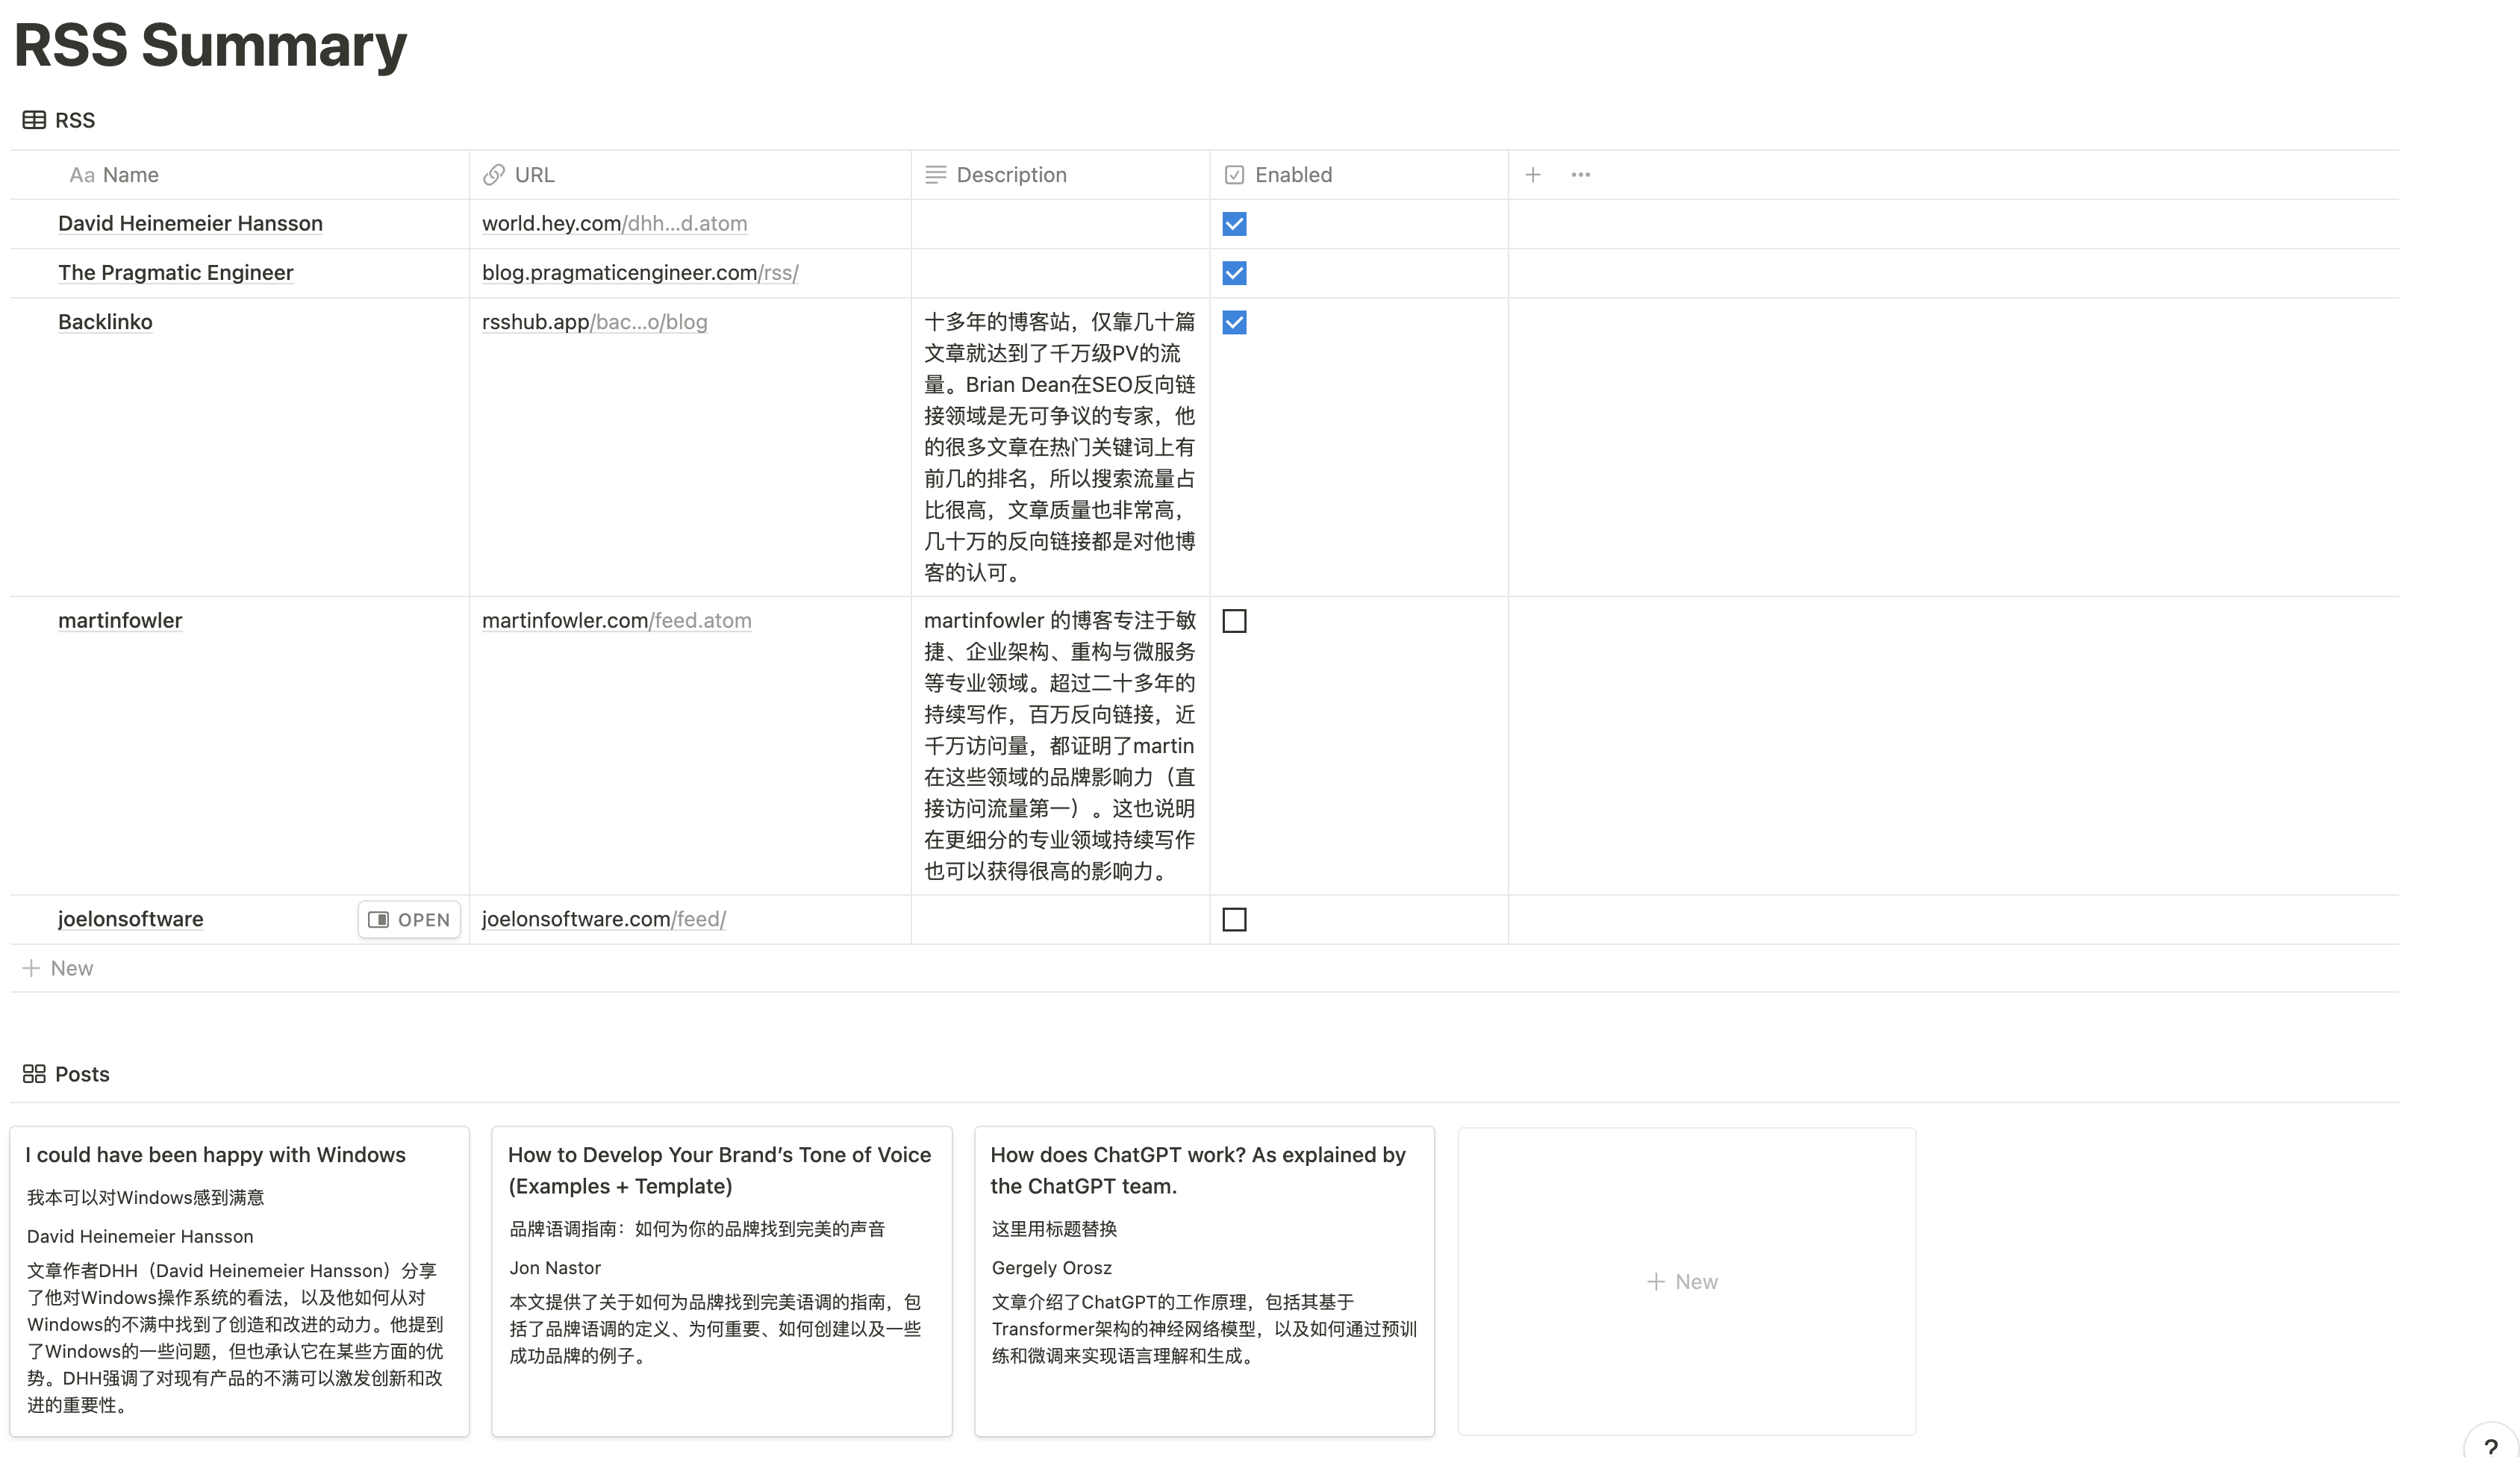 RSS Summary
RSS
Aa Name
URL
Description
Enabled
David Heinemeier Hansson
world.hey.com/dhh...d.atom
The Pragmatic Engineer
blog.pragmaticengineer.com/rss/
Backlinko
rsshub.app/bac...o/blog
十多年的博客站，仅靠几十篇
文章就达到了千万级PV的流
量。Brian Dean在SEO反向链
接领域是无可争议的专家，他
的很多文章在热门关键词上有
前几的排名，所以搜索流量占
比很高，文章质量也非常高，
几十万的反向链接都是对他博
客的认可。
martinfowler
martinfowler.com/feed.atom
martinfowler 的博客专注于敏
捷、企业架构、重构与微服务
等专业领域。超过二十多年的
持续写作，百万反向链接，近
千万访问量，都证明了martin
在这些领域的品牌影响力（直
接访问流量第一）。这也说明
在更细分的专业领域持续写作
也可以获得很高的影响力。
joelonsoftware
OPEN
joelonsoftware.com/feed/
New
Posts
I could have been happy with Windows
我本可以对Windows感到满意
David Heinemeier Hansson
文章作者DHH（David Heinemeier Hansson）分享
了他对Windows操作系统的看法，以及他如何从对
Windows的不满中找到了创造和改进的动力。他提到
了Windows的一些问题，但也承认它在某些方面的优
势。DHH强调了对现有产品的不满可以激发创新和改
进的重要性。
How to Develop Your Brand’s Tone of Voice
(Examples + Template)
品牌语调指南：如何为你的品牌找到完美的声音
Jon Nastor
本文提供了关于如何为品牌找到完美语调的指南，包
括了品牌语调的定义、为何重要、如何创建以及一些
成功品牌的例子。
How does ChatGPT work? As explained by
the ChatGPT team.
这里用标题替换
Gergely Orosz
文章介绍了ChatGPT的工作原理，包括其基于
Transformer架构的神经网络模型，以及如何通过预训
练和微调来实现语言理解和生成。
New
?